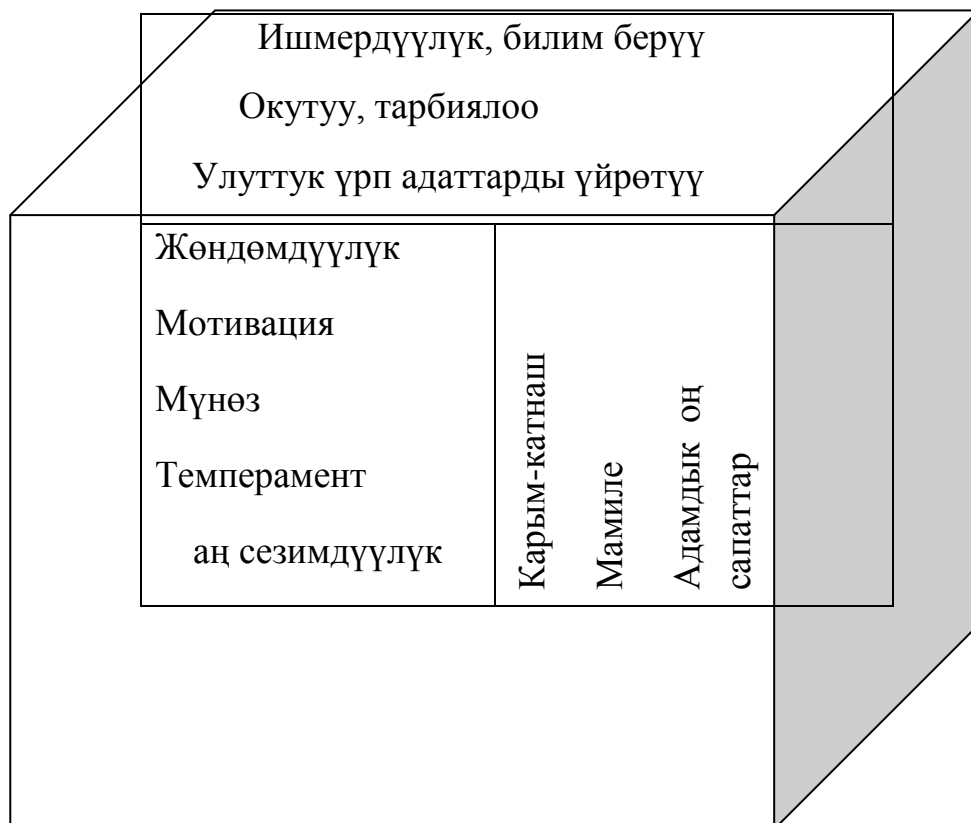 Ишмердүүлүк, билим берүү
Окутуу, тарбиялоо
Улуттук үрп адаттарды үйрөтүү
Жөндөмдүүлүк
Мотивация
Мүнөз
Темперамент
аң сезимдүүлүк
Карым-катнаш
Мамиле
Адамдык оң
сапаттар